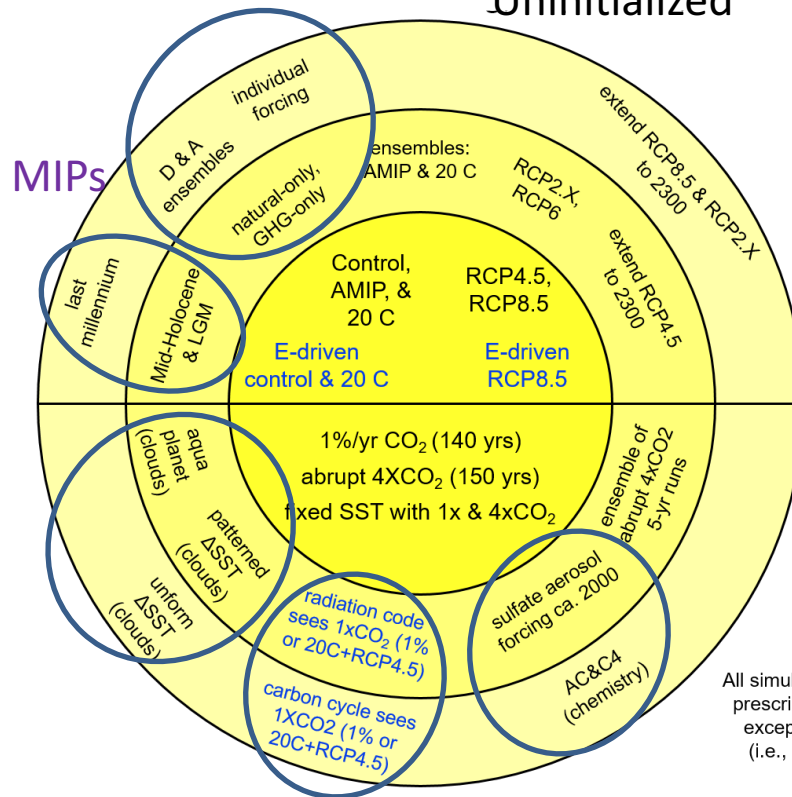 Uninitialized
MIPs
individual
forcing
D & A
ensembles
natural-only,
GHG-only
ensembles:
AMIP & 20 C
RCP2.X,
RCP6
extend RCP8.5 & RCP2.X
to 2300
extend RCP4.5
to 2300
last
millennium
Mid-Holocene
& LGM
Control,
AMIP, &
20 C
RCP4.5,
RCP8.5
E-driven
control & 20 C
E-driven
RCP8.5
1%/yr CO₂ (140 yrs)
abrupt 4XCO₂ (150 yrs)
fixed SST with 1x & 4xCO₂
aqua
planet
(clouds)
patterned
ΔSST
(clouds)
unform
ΔSST
(clouds)
radiation code
sees 1xCO₂ (1%
or 20C+RCP4.5)
carbon cycle sees
1XCO2 (1% or
20C+RCP4.5)
ensemble of
abrupt 4xCO2
5-yr runs
sulfate aerosol
forcing ca. 2000
AC&C4
(chemistry)
All simul
prescri
excep
(i.e.,